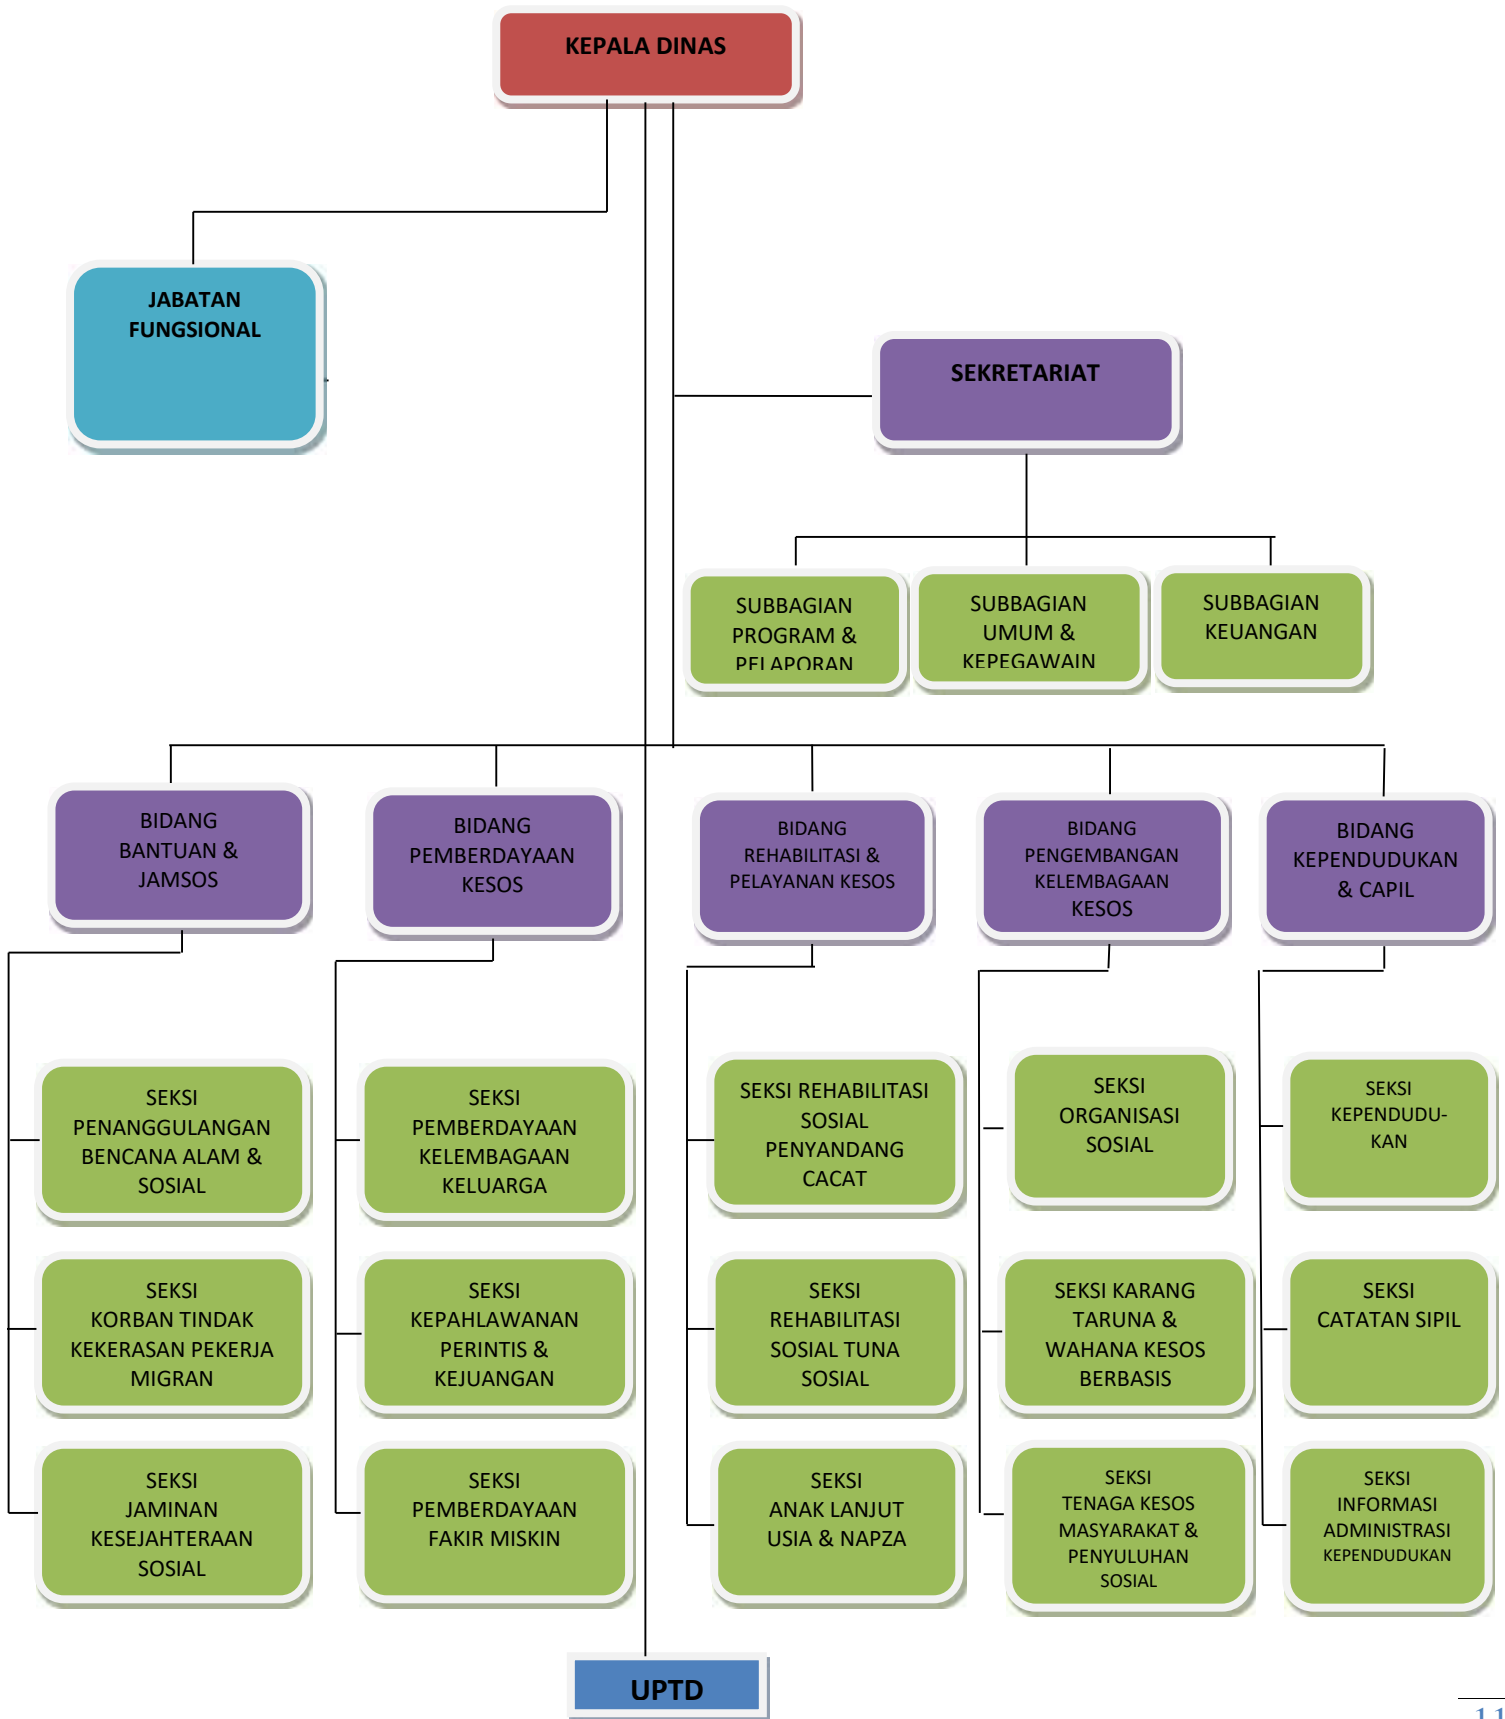 KEPALA DINAS
JABATAN
FUNGSIONAL
SEKRETARIAT
SUBBAGIAN
PROGRAM &
PELAPORAN
SUBBAGIAN
UMUM &
KEPEGAWAIN
SUBBAGIAN
KEUANGAN
BIDANG
BANTUAN &
JAMSOS
BIDANG
PEMBERDAYAAN
KESOS
BIDANG
REHABILITASI &
PELAYANAN KESOS
BIDANG
PENGEMBANGAN
KELEMBAGAAN
KESOS
BIDANG
KEPENDUDUKAN
& CAPIL
SEKSI
PENANGGULANGAN
BENCANA ALAM &
SOSIAL
SEKSI
PEMBERDAYAAN
KELEMBAGAAN
KELUARGA
SEKSI REHABILITASI
SOSIAL
PENYANDANG
CACAT
SEKSI
ORGANISASI
SOSIAL
SEKSI
KEPENDUDU-
KAN
SEKSI
KORBAN TINDAK
KEKERASAN PEKERJA
MIGRAN
SEKSI
KEPAHLAWANAN
PERINTIS &
KEJUANGAN
SEKSI
REHABILITASI
SOSIAL TUNA
SOSIAL
SEKSI KARANG
TARUNA &
WAHANA KESOS
BERBASIS
SEKSI
CATATAN SIPIL
SEKSI
JAMINAN
KESEJAHTERAAN
SOSIAL
SEKSI
PEMBERDAYAAN
FAKIR MISKIN
SEKSI
ANAK LANJUT
USIA & NAPZA
SEKSI
TENAGA KESOS
MASYARAKAT &
PENYULUHAN
SOSIAL
SEKSI
INFORMASI
ADMINISTRASI
KEPENDUDUKAN
UPTD
11